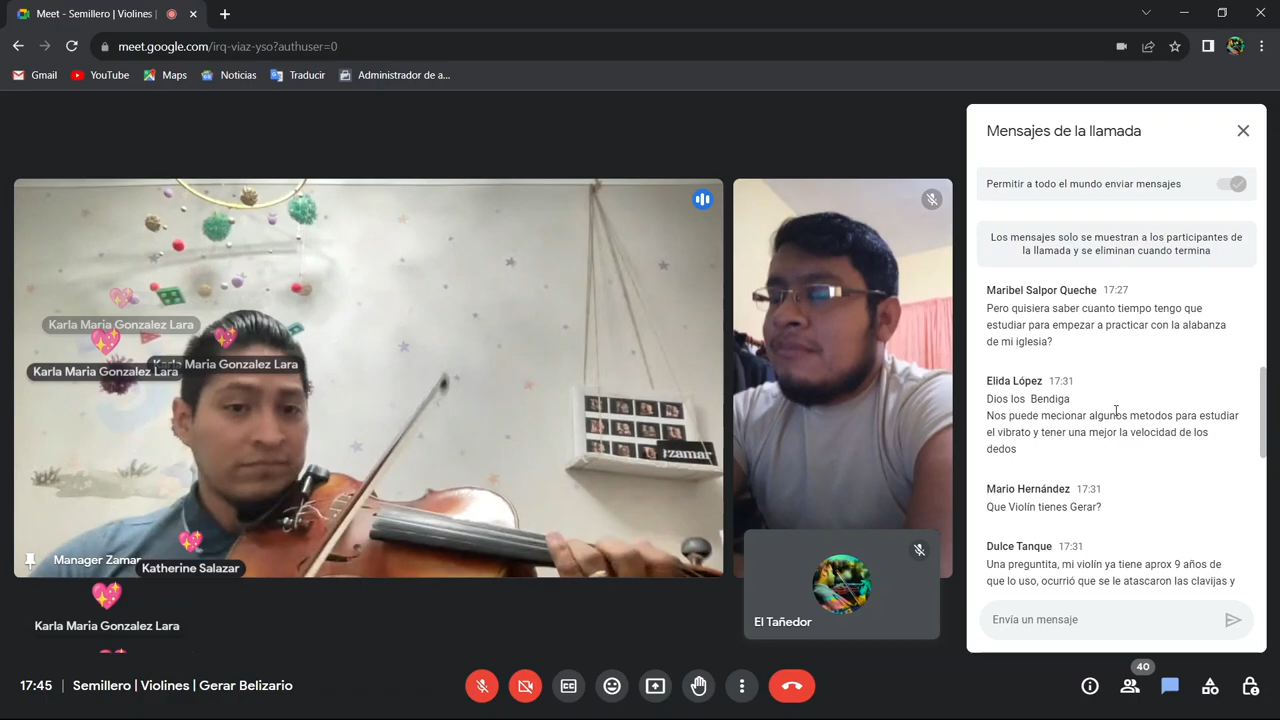 Meet - Semillero | Violines |
meet.google.com/irq-viaz-yso?authuser=0
Gmail
YouTube
Maps
Noticias
Traducir
Administrador de a...
Mensajes de la llamada
Permitir a todo el mundo enviar mensajes
Los mensajes solo se muestran a los participantes de
la llamada y se eliminan cuando termina
Maribel Salpor Queche 17:27
Pero quisiera saber cuanto tiempo tengo que
estudiar para empezar a practicar con la alabanza
de mi iglesia?
Elida López 17:31
Dios los Bendiga
Nos puede mecionar algunos metodos para estudiar
el vibrato y tener una mejor la velocidad de los
dedos
Mario Hernández 17:31
Que Violín tienes Gerar?
Dulce Tanque 17:31
Una preguntita, mi violín ya tiene aprox 9 años de
que lo uso, ocurrió que se le atascaron las clavijas y
Envía un mensaje
Karla Maria Gonzalez Lara
Karla Maria Gonzalez Lara
Karla Maria Gonzalez Lara
zamar
Manager Zamar
Katherine Salazar
Karla Maria Gonzalez Lara
El Tañedor
17:45 | Semillero | Violines | Gerar Belizario
40